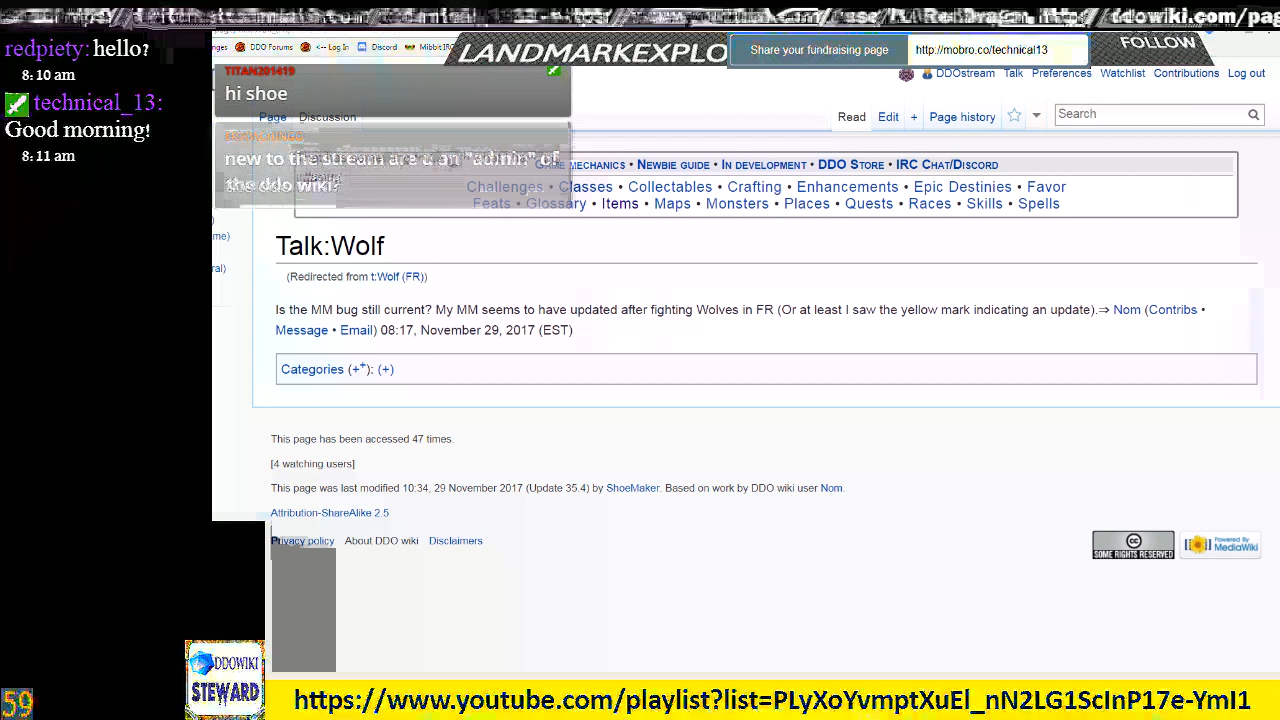 redpiety: hello?
8:10 am
technical_13:
Good morning!
8:11 am
DDO Forums <-- Log In Discord Mibbit
LANDMARKEXPLO
Share your fundraising page http://mobro.co/technical13
FOLLOW
TITAN201419
hi shoe
new to the stream are u an "admin" of
the ddo wiki?
DDOstream Talk Preferences Watchlist Contributions Log out
Page Discussion Read Edit + Page history Search
MECHANICS • NEWBIE GUIDE • IN DEVELOPMENT • DDO STORE • IRC CHAT/DISCORD
Challenges • Classes • Collectables • Crafting • Enhancements • Epic Destinies • Favor
Feats • Glossary • Items • Maps • Monsters • Places • Quests • Races • Skills • Spells
Talk:Wolf
(Redirected from t:Wolf (FR))
Is the MM bug still current? My MM seems to have updated after fighting Wolves in FR (Or at least I saw the yellow mark indicating an update).⇒ Nom (Contribs •
Message • Email) 08:17, November 29, 2017 (EST)
Categories (+⁺): (+)
This page has been accessed 47 times.
[4 watching users]
This page was last modified 10:34, 29 November 2017 (Update 35.4) by ShoeMaker. Based on work by DDO wiki user Nom.
Attribution-ShareAlike 2.5
Privacy policy About DDO wiki Disclaimers
CC
SOME RIGHTS RESERVED
Powered By
MediaWiki
DDOWIKI
STEWARD
59
https://www.youtube.com/playlist?list=PLyXoYvmptXuEl_nN2LG1ScInP17e-YmI1